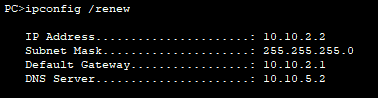 PC>ipconfig /renew
IP Address......................: 10.10.2.2
Subnet Mask.....................: 255.255.255.0
Default Gateway.................: 10.10.2.1
DNS Server......................: 10.10.5.2